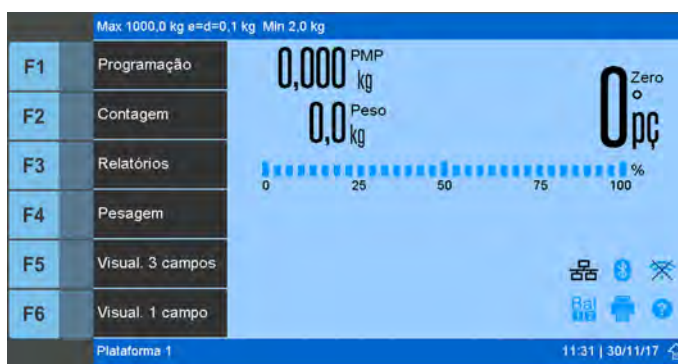 Max 1000,0 kg e=d=0,1 kg Min 2,0 kg
F1 Programação
F2 Contagem
F3 Relatórios
F4 Pesagem
F5 Visual. 3 campos
F6 Visual. 1 campo
0,000 kg PMP
0,0 kg Peso
0 pç Zero
%
0 25 50 75 100
Bal
Plataforma 1
11:31 | 30/11/17